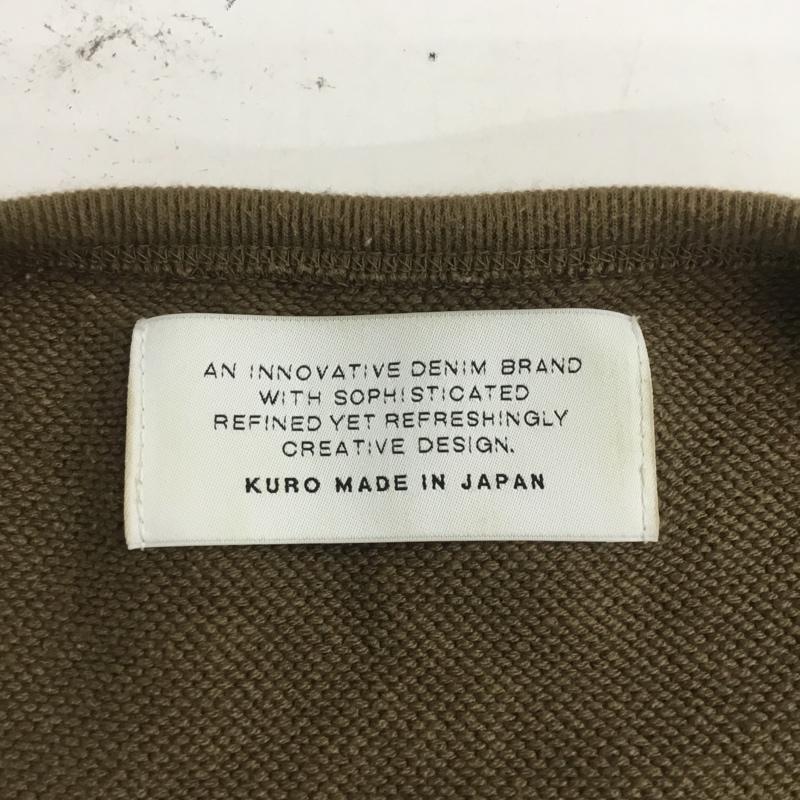 AN INNOVATIVE DENIM BRAND
WITH SOPHISTICATED
REFINED YET REFRESHINGLY
CREATIVE DESIGN.
KURO MADE IN JAPAN